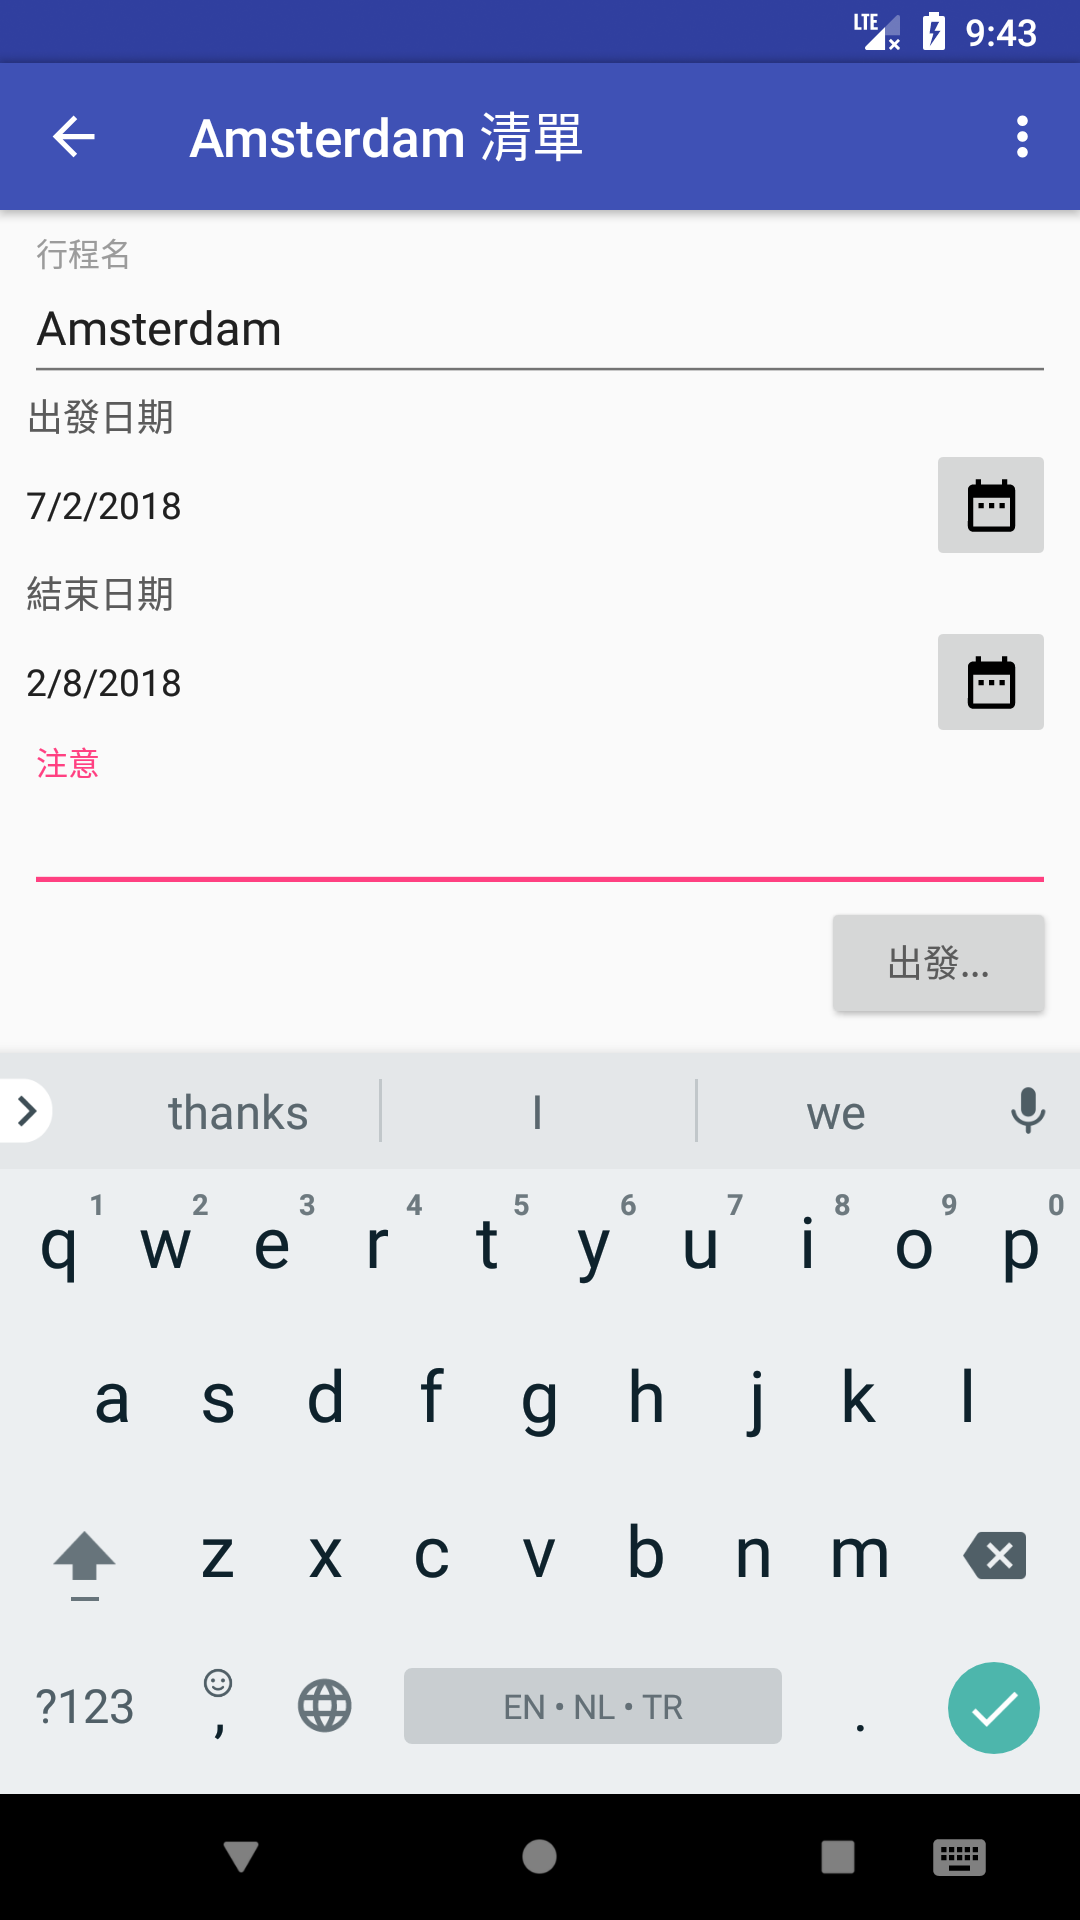 LTE 9:43
Amsterdam 清單
行程名
Amsterdam
出發日期
7/2/2018
結束日期
2/8/2018
注意
出發...
thanks I we
1 2 3 4 5 6 7 8 9 0
q w e r t y u i o p
a s d f g h j k l
z x c v b n m
?123 , EN • NL • TR .